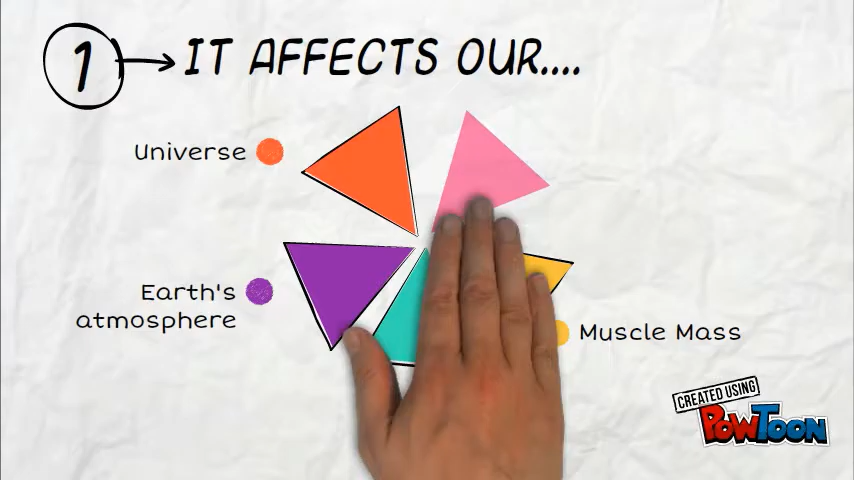 1 IT AFFECTS OUR....
Universe
Earth's
atmosphere
Muscle Mass
CREATED USING
POWTOON